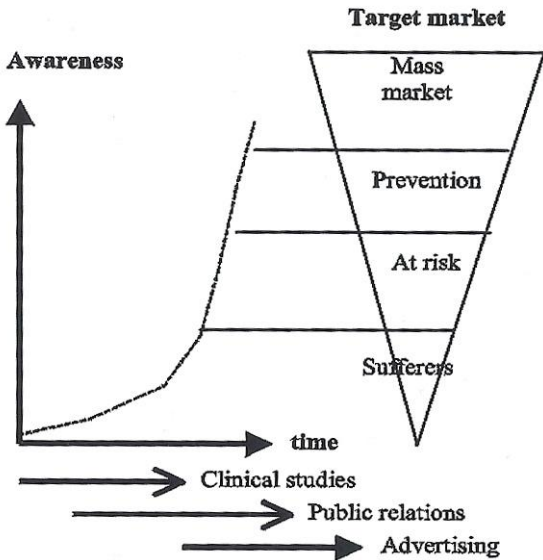 Target market
Awareness
Mass
market
Prevention
At risk
Sufferers
time
Clinical studies
Public relations
Advertising